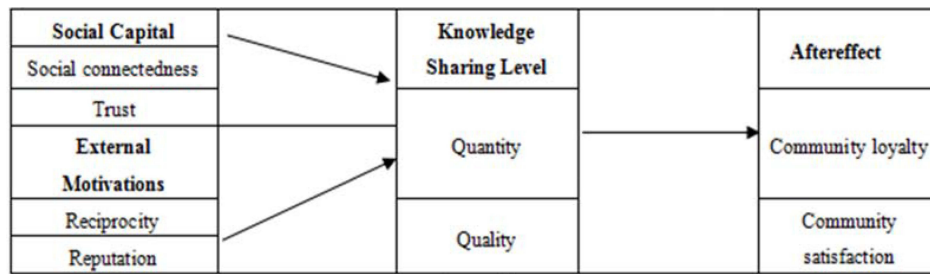 Social Capital
Social connectedness
Trust
External
Motivations
Reciprocity
Reputation
Knowledge
Sharing Level
Quantity
Quality
Aftereffect
Community loyalty
Community
satisfaction